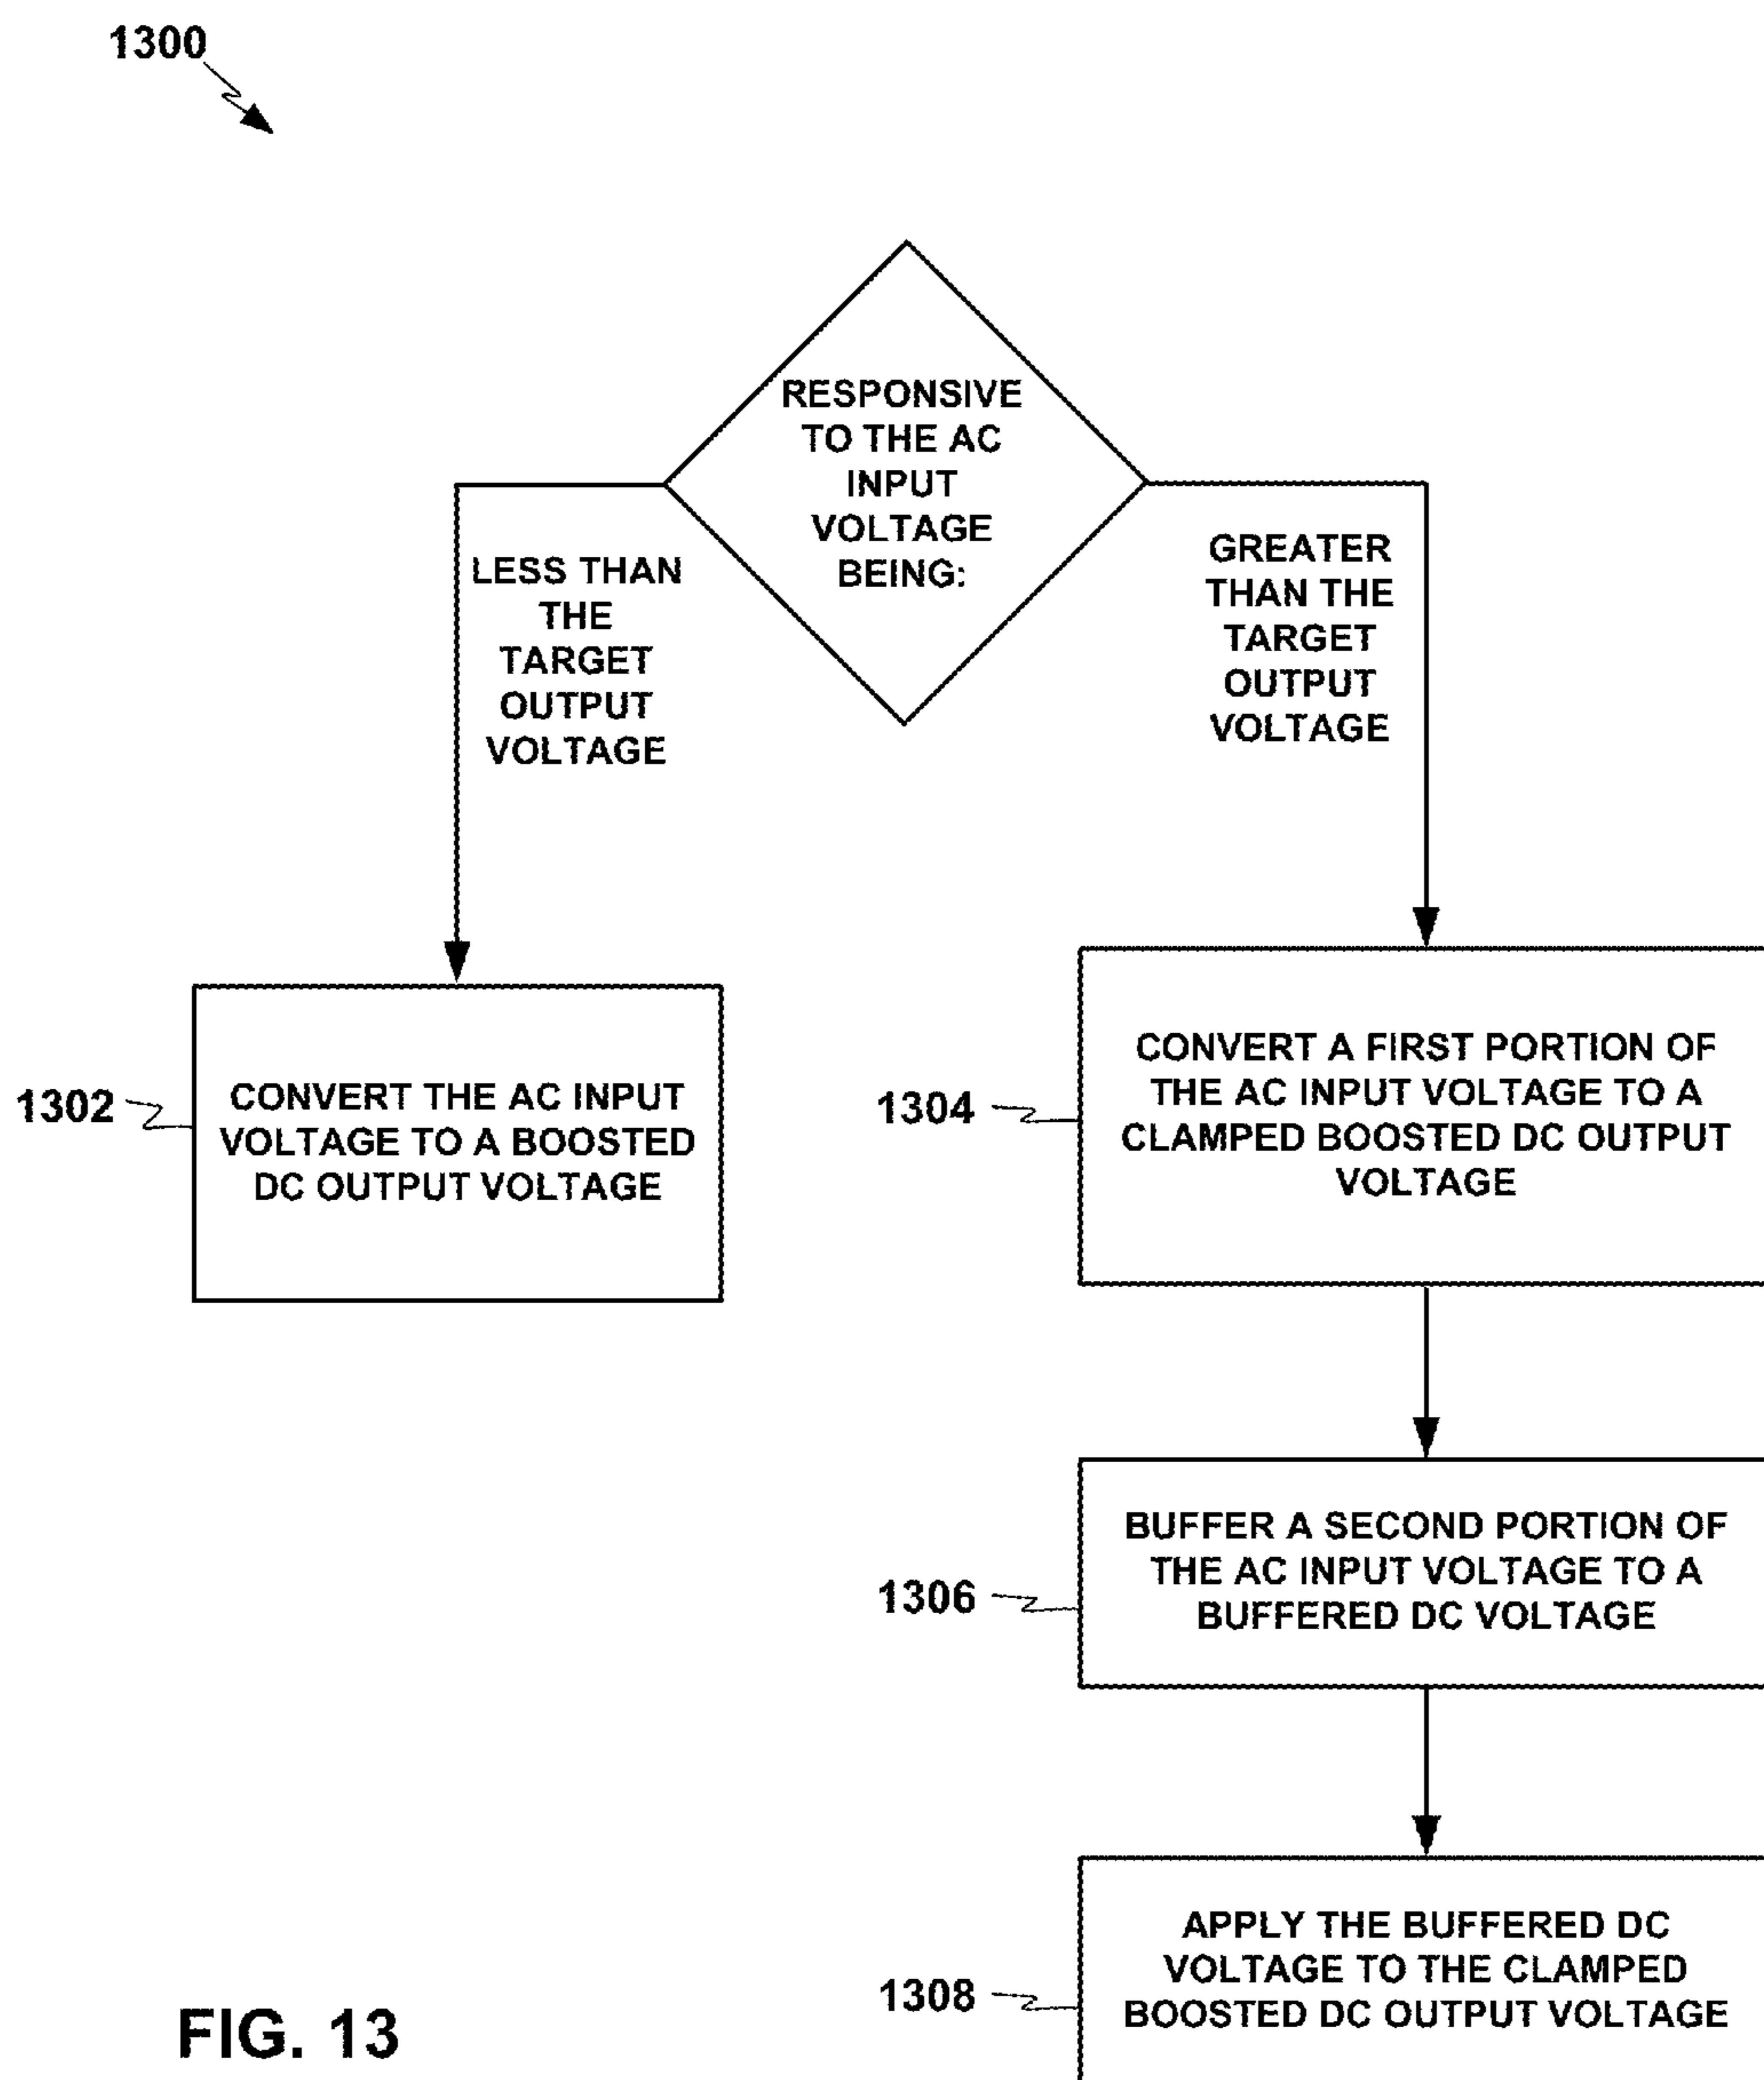 1300
RESPONSIVE
TO THE AC
INPUT
VOLTAGE
BEING:
LESS THAN
THE
TARGET
OUTPUT
VOLTAGE
GREATER
THAN THE
TARGET
OUTPUT
VOLTAGE
1302
CONVERT THE AC INPUT
VOLTAGE TO A BOOSTED
DC OUTPUT VOLTAGE
1304
CONVERT A FIRST PORTION OF
THE AC INPUT VOLTAGE TO A
CLAMPED BOOSTED DC OUTPUT
VOLTAGE
1306
BUFFER A SECOND PORTION OF
THE AC INPUT VOLTAGE TO A
BUFFERED DC VOLTAGE
1308
APPLY THE BUFFERED DC
VOLTAGE TO THE CLAMPED
BOOSTED DC OUTPUT VOLTAGE
FIG. 13